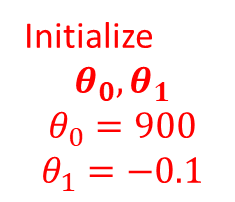 Initialize
θ₀, θ₁
θ₀ = 900
θ₁ = −0.1